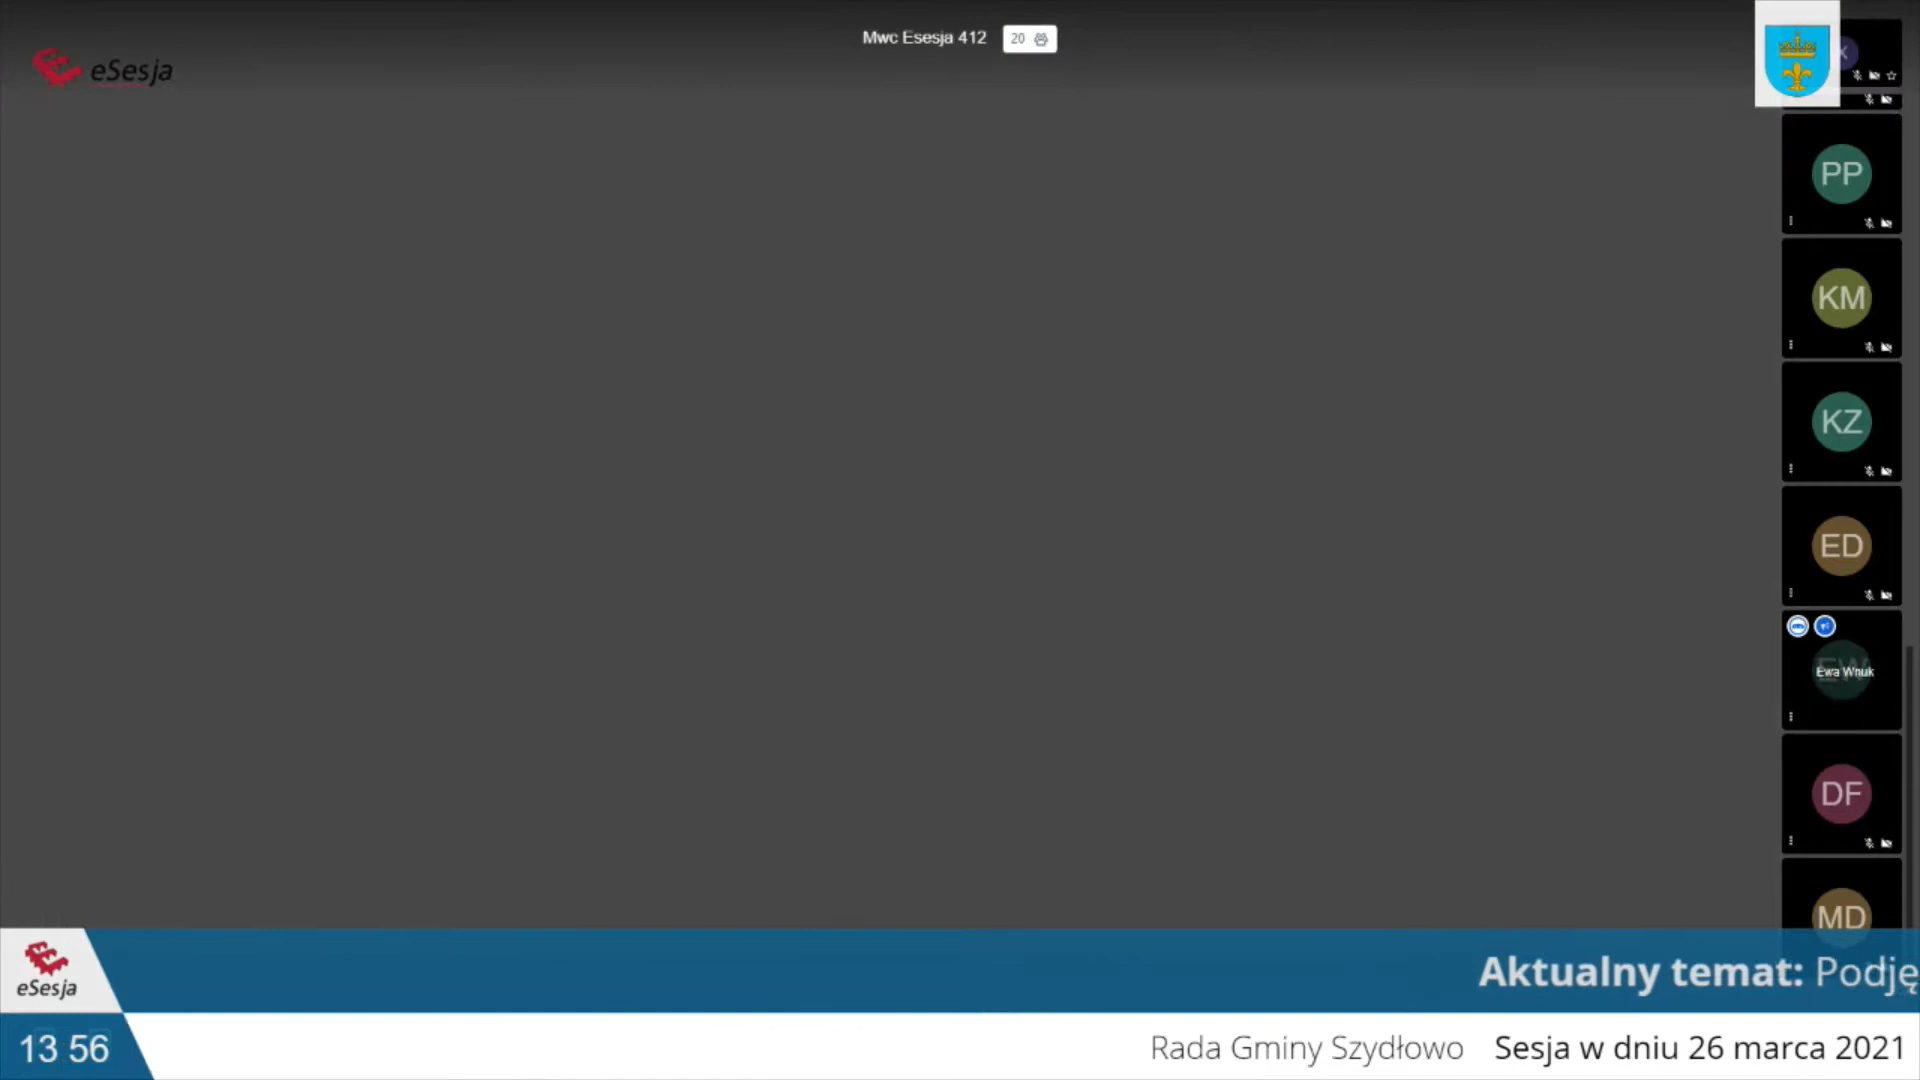 Mwc Esesja 412 20
eSesja
PP
KM
KZ
ED
Ewa Wnuk
DF
MD
eSesja
Aktualny temat: Podję
13 56
Rada Gminy Szydłowo Sesja w dniu 26 marca 2021